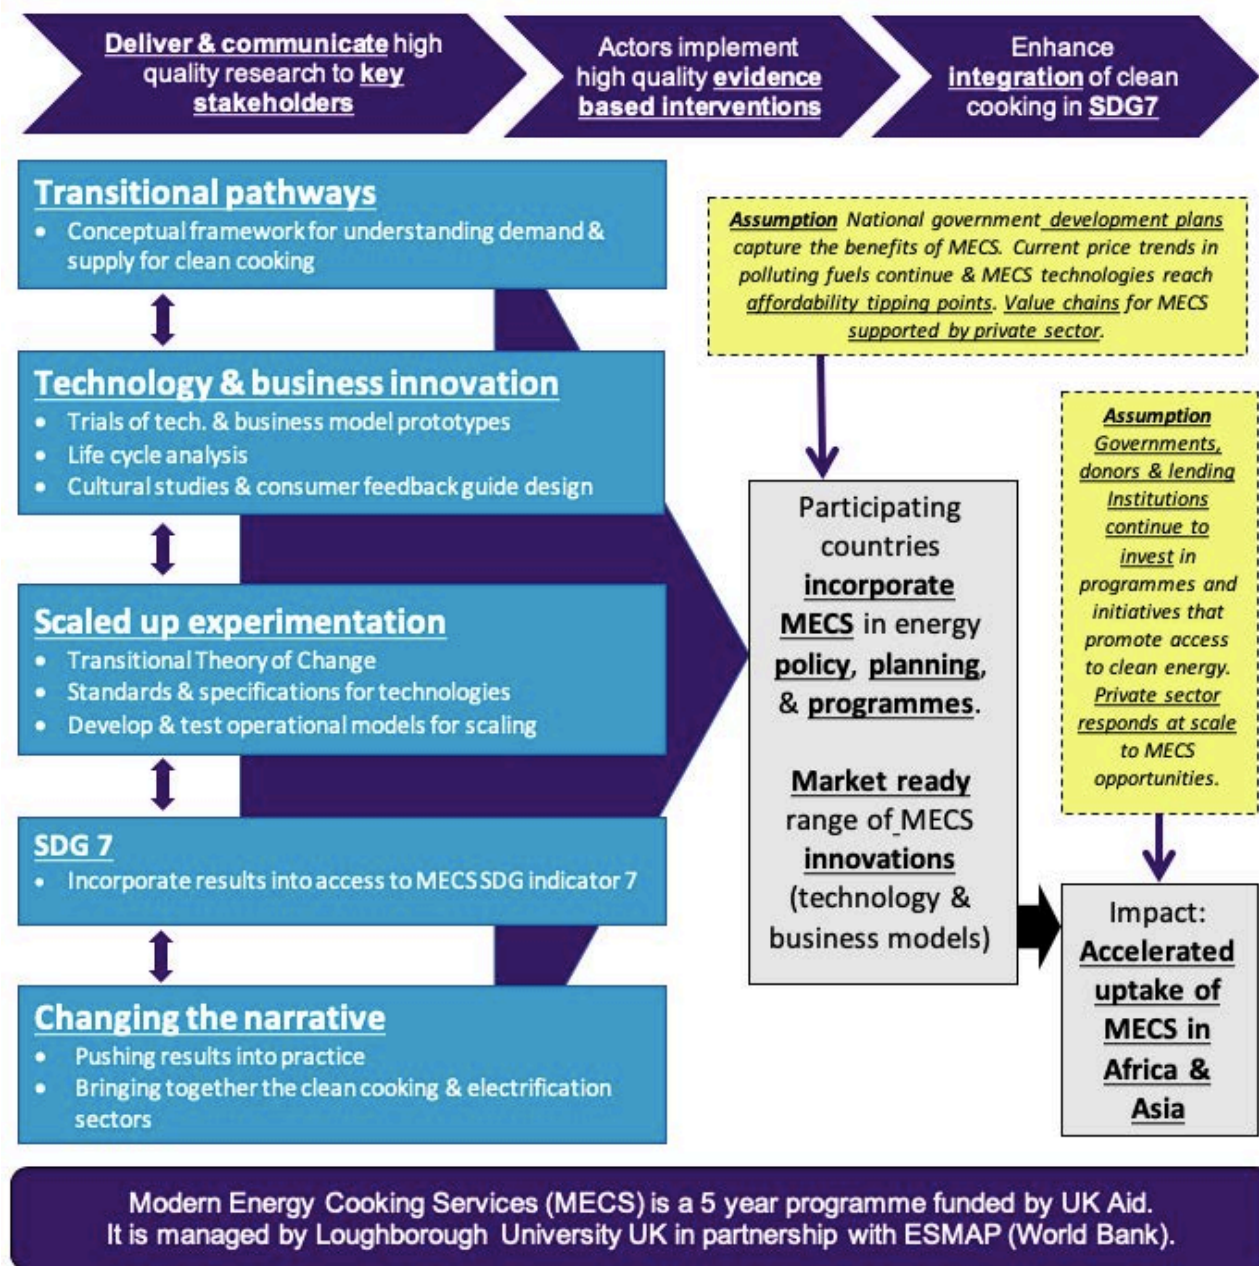 Deliver & communicate high
quality research to key
stakeholders
Actors implement
high quality evidence
based interventions
Enhance
integration of clean
cooking in SDG7
Transitional pathways
• Conceptual framework for understanding demand &
supply for clean cooking
Technology & business innovation
• Trials of tech. & business model prototypes
• Life cycle analysis
• Cultural studies & consumer feedback guide design
Scaled up experimentation
• Transitional Theory of Change
• Standards & specifications for technologies
• Develop & test operational models for scaling
SDG 7
• Incorporate results into access to MECS SDG indicator 7
Changing the narrative
• Pushing results into practice
• Bringing together the clean cooking & electrification
sectors
Assumption National government development plans
capture the benefits of MECS. Current price trends in
polluting fuels continue & MECS technologies reach
affordability tipping points. Value chains for MECS
supported by private sector.
Participating
countries
incorporate
MECS in energy
policy, planning,
& programmes.
Market ready
range of MECS
innovations
(technology &
business models)
Assumption
Governments,
donors & lending
Institutions
continue to
invest in
programmes and
initiatives that
promote access
to clean energy.
Private sector
responds at scale
to MECS
opportunities.
Impact:
Accelerated
uptake of
MECS in
Africa &
Asia
Modern Energy Cooking Services (MECS) is a 5 year programme funded by UK Aid.
It is managed by Loughborough University UK in partnership with ESMAP (World Bank).